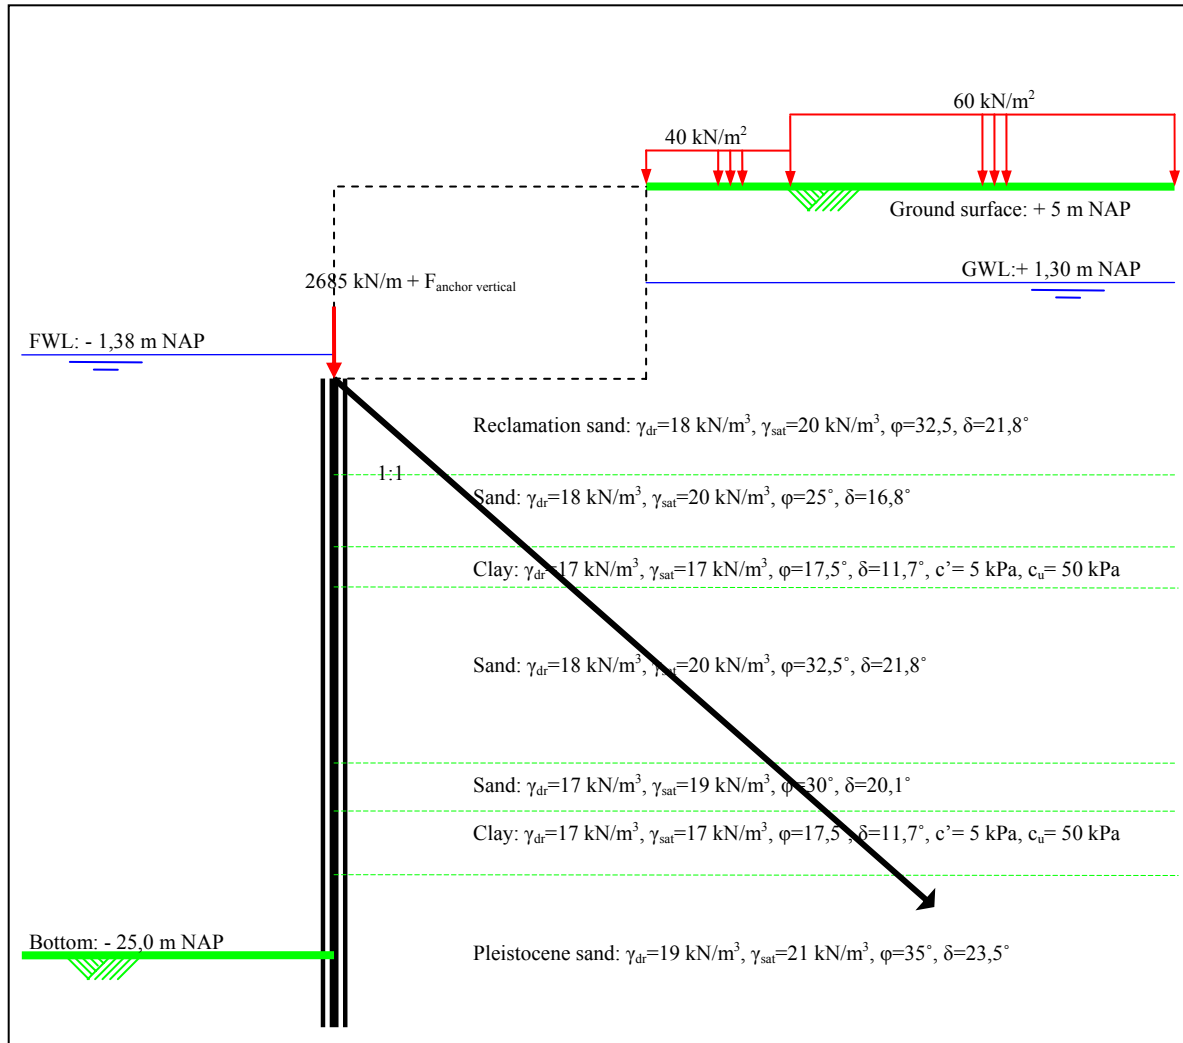 60 kN/m²
40 kN/m²
Ground surface: + 5 m NAP
GWL:+ 1,30 m NAP
2685 kN/m + F_anchor vertical
FWL: - 1,38 m NAP
Reclamation sand: γdr=18 kN/m³, γsat=20 kN/m³, φ=32,5, δ=21,8°
1:1
Sand: γdr=18 kN/m³, γsat=20 kN/m³, φ=25°, δ=16,8°
Clay: γdr=17 kN/m³, γsat=17 kN/m³, φ=17,5°, δ=11,7°, c’= 5 kPa, cu= 50 kPa
Sand: γdr=18 kN/m³, γsat=20 kN/m³, φ=32,5°, δ=21,8°
Sand: γdr=17 kN/m³, γsat=19 kN/m³, φ=30°, δ=20,1°
Clay: γdr=17 kN/m³, γsat=17 kN/m³, φ=17,5°, δ=11,7°, c’= 5 kPa, cu= 50 kPa
Bottom: - 25,0 m NAP
Pleistocene sand: γdr=19 kN/m³, γsat=21 kN/m³, φ=35°, δ=23,5°